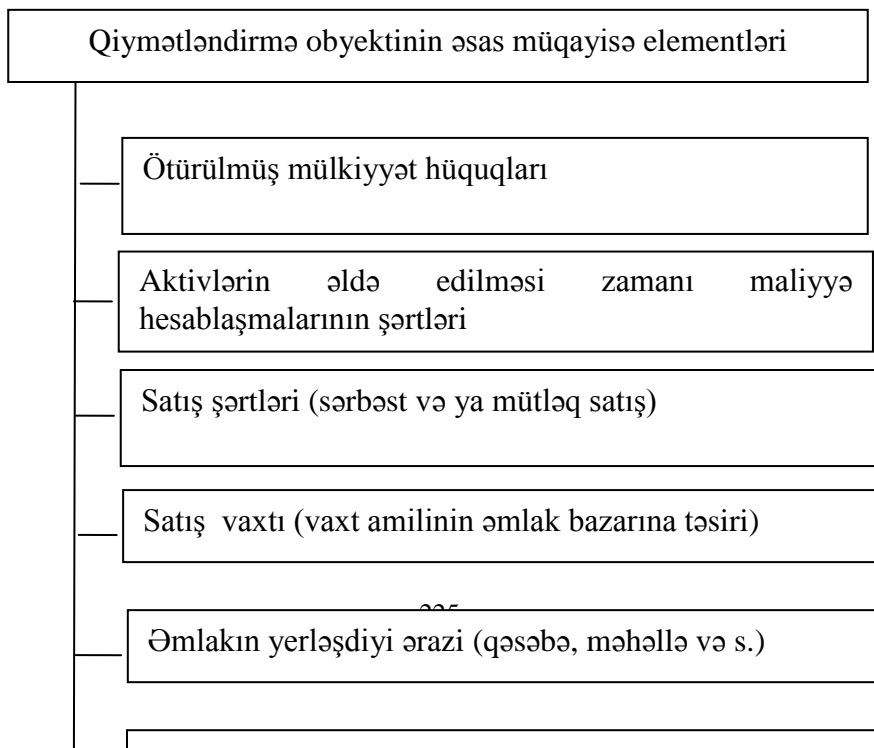 Qiymətləndirmə obyektinin əsas müqayisə elementləri
Ötürülmüş mülkiyyət hüquqları
Aktivlərin əldə edilməsi zamanı maliyyə
hesablaşmalarının şərtləri
Satış şərtləri (sərbəst və ya mütləq satış)
Satış vaxtı (vaxt amilinin əmlak bazarına təsiri)
Əmlakın yerləşdiyi ərazi (qəsəbə, məhəllə və s.)